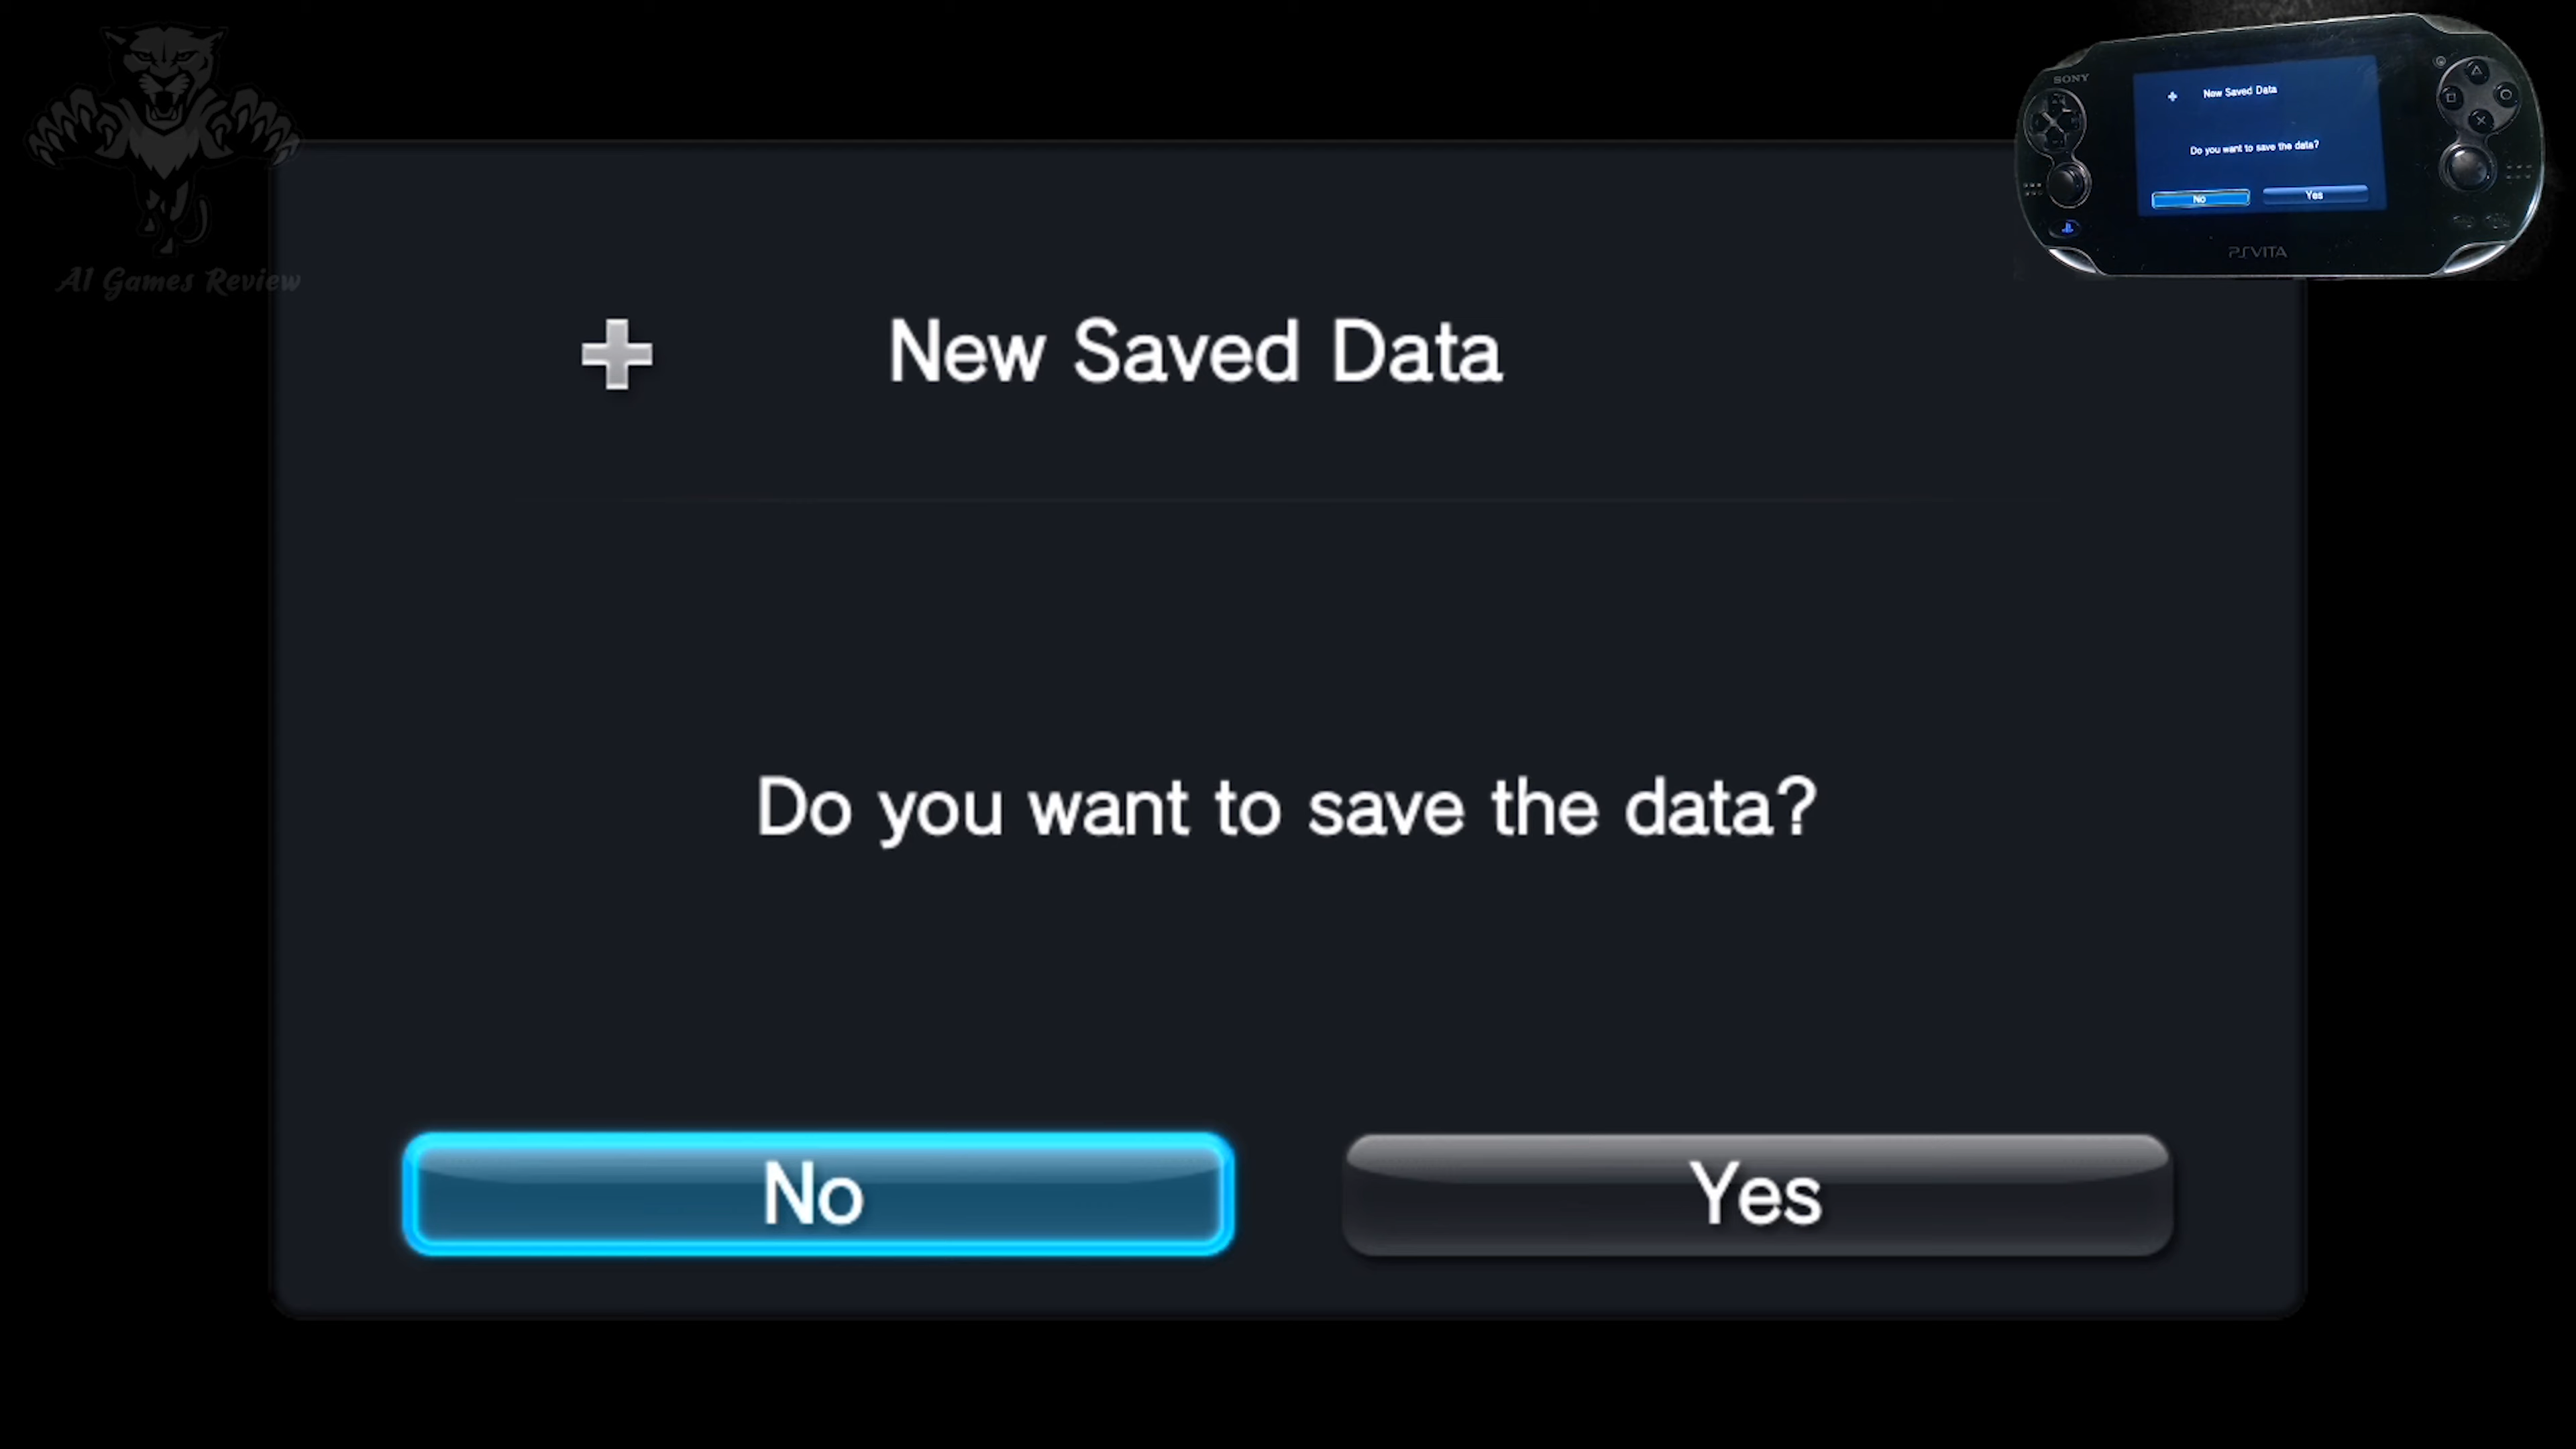 A1 Games Review
SONY
New Saved Data
Do you want to save the data?
No Yes
PSVITA
New Saved Data
Do you want to save the data?
No Yes